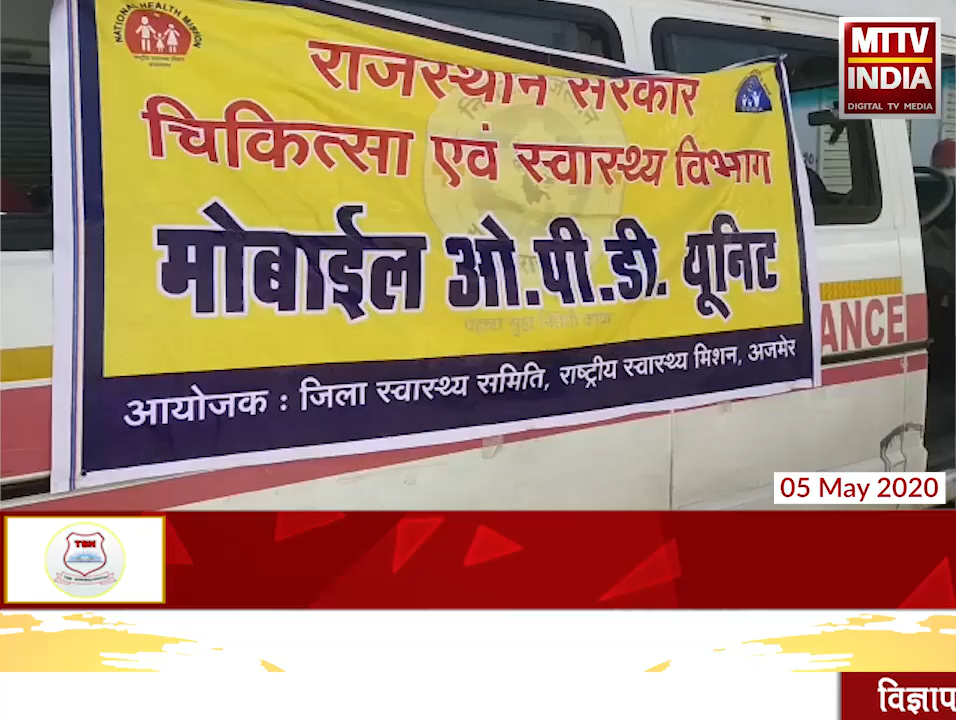 NATIONAL HEALTH MISSION
MTTV
INDIA
DIGITAL TV MEDIA
राजस्थान सरकार
चिकित्सा एवं स्वास्थ्य विभाग
मोबाईल ओ.पी.डी. यूनिट
आयोजक : जिला स्वास्थ्य समिति, राष्ट्रीय स्वास्थ्य मिशन, अजमेर
ANCE
05 May 2020
विज्ञाप